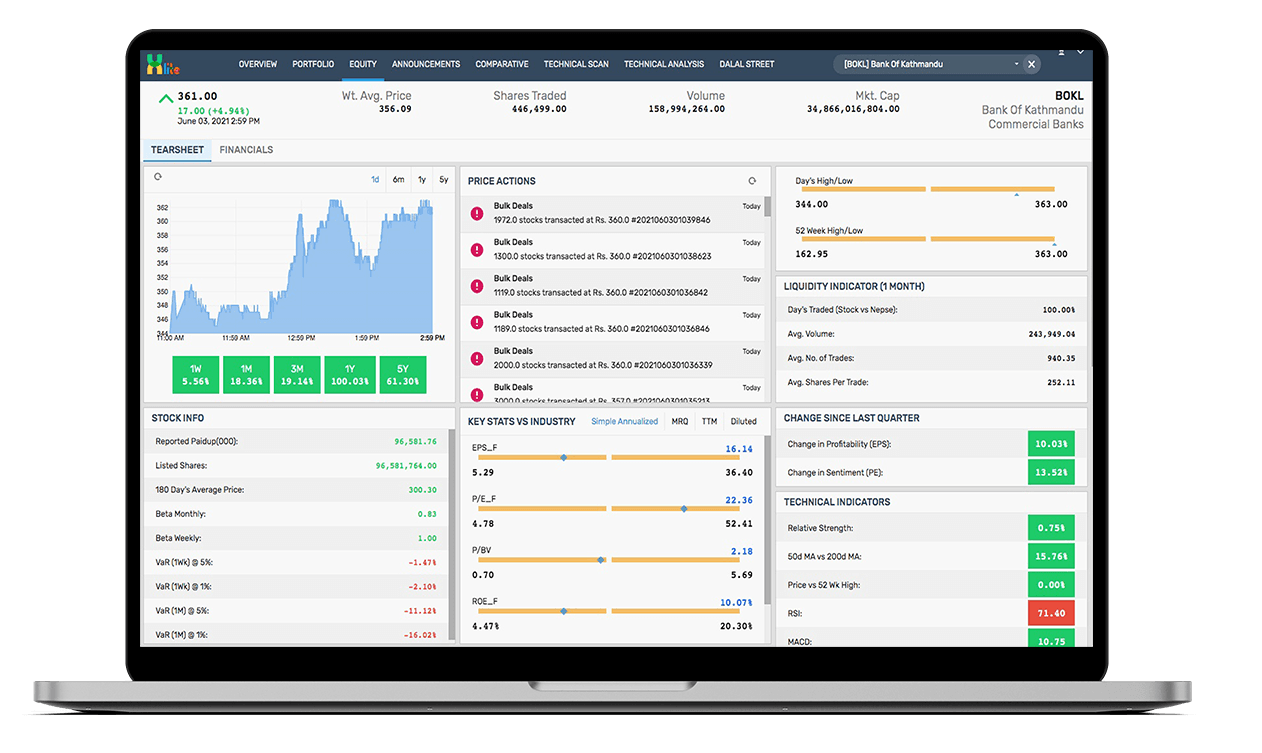 lite
OVERVIEW PORTFOLIO EQUITY ANNOUNCEMENTS COMPARATIVE TECHNICAL SCAN TECHNICAL ANALYSIS DALAL STREET [BOKL] Bank Of Kathmandu X
361.00
17.00 (+4.94%)
June 03, 2021 2:59 PM
Wt. Avg. Price
356.09
Shares Traded
446,499.00
Volume
158,994,264.00
Mkt. Cap
34,866,016,804.00
BOKL
Bank Of Kathmandu
Commercial Banks
TEARSHEET FINANCIALS
1d 6m 1y 5y
362
360
358
356
354
352
350
348
346
344
11:00 AM 11:59 AM 12:59 PM 1:59 PM 2:59 PM
1W 1M 3M 1Y 5Y
5.56% 18.36% 19.14% 100.03% 61.30%
PRICE ACTIONS
Bulk Deals Today
1972.0 stocks transacted at Rs. 360.0 #2021060301039846
Bulk Deals Today
1300.0 stocks transacted at Rs. 360.0 #2021060301038623
Bulk Deals Today
1119.0 stocks transacted at Rs. 360.0 #2021060301036842
Bulk Deals Today
1189.0 stocks transacted at Rs. 360.0 #2021060301036846
Bulk Deals Today
2000.0 stocks transacted at Rs. 360.0 #2021060301036339
Bulk Deals Today
3000.0 stocks transacted at Rs. 357.0 #2021060301035213
Day's High/Low
344.00 363.00
52 Week High/Low
162.95 363.00
LIQUIDITY INDICATOR (1 MONTH)
Day's Traded (Stock vs Nepse): 100.00%
Avg. Volume: 243,949.04
Avg. No. of Trades: 940.35
Avg. Shares Per Trade: 252.11
STOCK INFO
Reported Paidup(000): 96,581.76
Listed Shares: 96,581,764.00
180 Day's Average Price: 300.30
Beta Monthly: 0.83
Beta Weekly: 1.00
VaR (1Wk) @ 5%: -1.47%
VaR (1Wk) @ 1%: -2.10%
VaR (1M) @ 5%: -11.12%
VaR (1M) @ 1%: -16.02%
KEY STATS VS INDUSTRY Simple Annualized MRQ TTM Diluted
EPS_F 16.14
5.29 36.40
P/E_F 22.36
4.78 52.41
P/BV 2.18
0.70 5.69
ROE_F 10.07%
4.47% 20.30%
CHANGE SINCE LAST QUARTER
Change in Profitability (EPS): 10.03%
Change in Sentiment (PE): 13.52%
TECHNICAL INDICATORS
Relative Strength: 0.75%
50d MA vs 200d MA: 15.76%
Price vs 52 Wk High: 0.00%
RSI: 71.40
MACD: 10.75